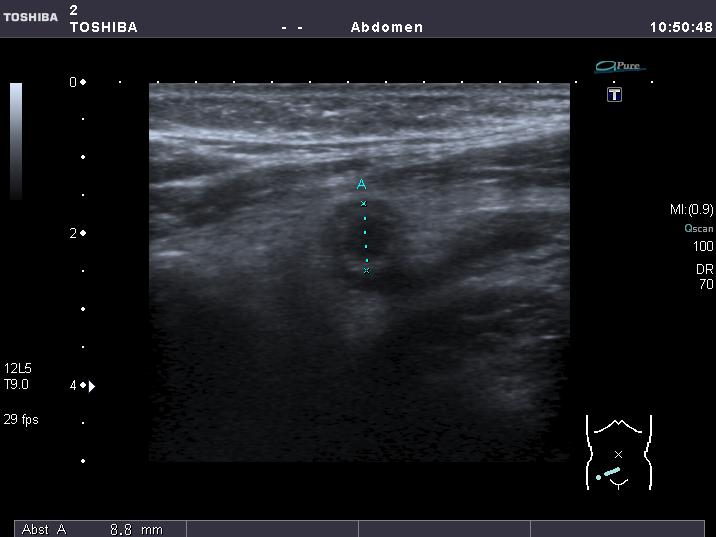 TOSHIBA
2
TOSHIBA
- -
Abdomen
10:50:48
0
APure
T
A
MI:(0.9)
Qscan
100
DR
70
2
12L5
T9.0
4
29 fps
Abst A 8.8 mm